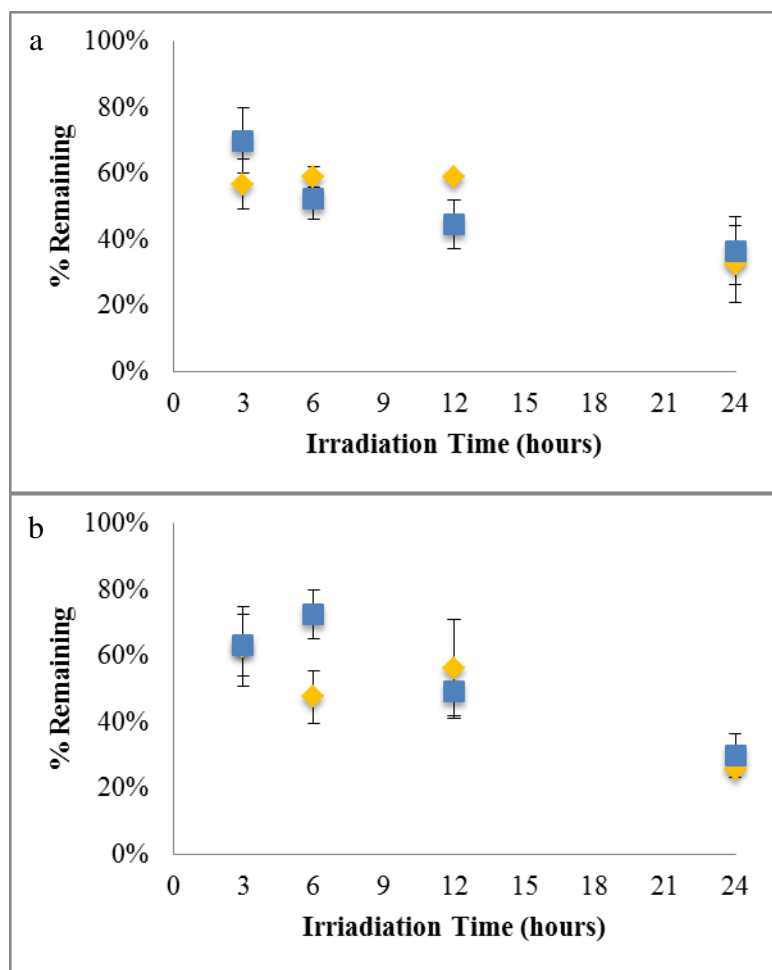 a
100%
80%
60%
40%
20%
0%
% Remaining
0 3 6 9 12 15 18 21 24
Irradiation Time (hours)
b
100%
80%
60%
40%
20%
0%
% Remaining
0 3 6 9 12 15 18 21 24
Irriadiation Time (hours)